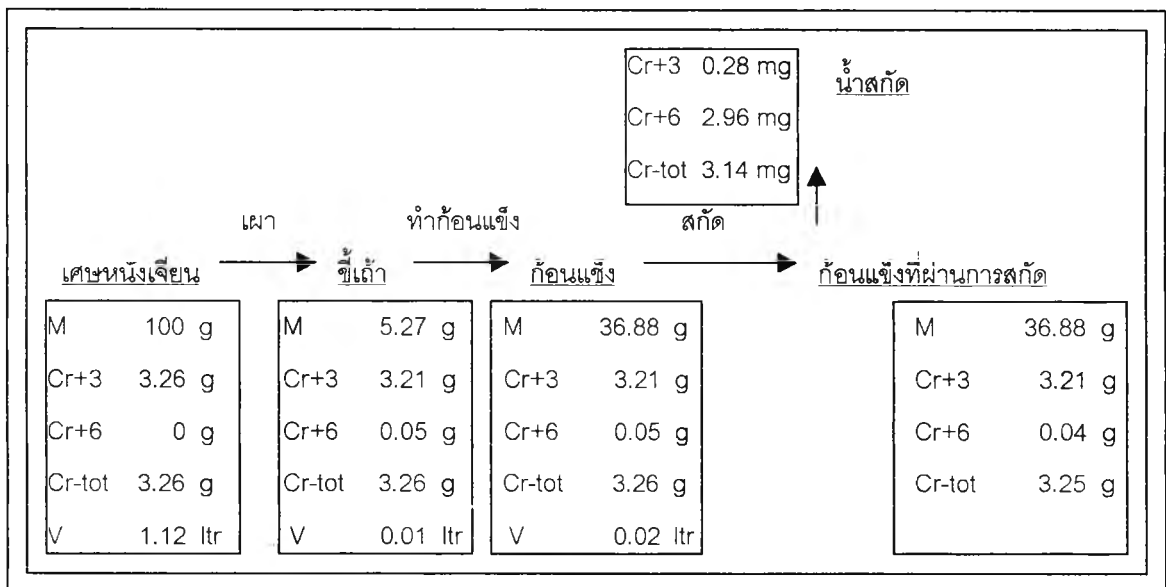 Cr+3 0.28 mg
Cr+6 2.96 mg
Cr-tot 3.14 mg
น้ำสกัด
เผา
ทำก้อนแข็ง
สกัด
เศษหนังเจียน
M 100 g
Cr+3 3.26 g
Cr+6 0 g
Cr-tot 3.26 g
V 1.12 ltr
ขี้เถ้า
M 5.27 g
Cr+3 3.21 g
Cr+6 0.05 g
Cr-tot 3.26 g
V 0.01 ltr
ก้อนแข็ง
M 36.88 g
Cr+3 3.21 g
Cr+6 0.05 g
Cr-tot 3.26 g
V 0.02 ltr
ก้อนแข็งที่ผ่านการสกัด
M 36.88 g
Cr+3 3.21 g
Cr+6 0.04 g
Cr-tot 3.25 g